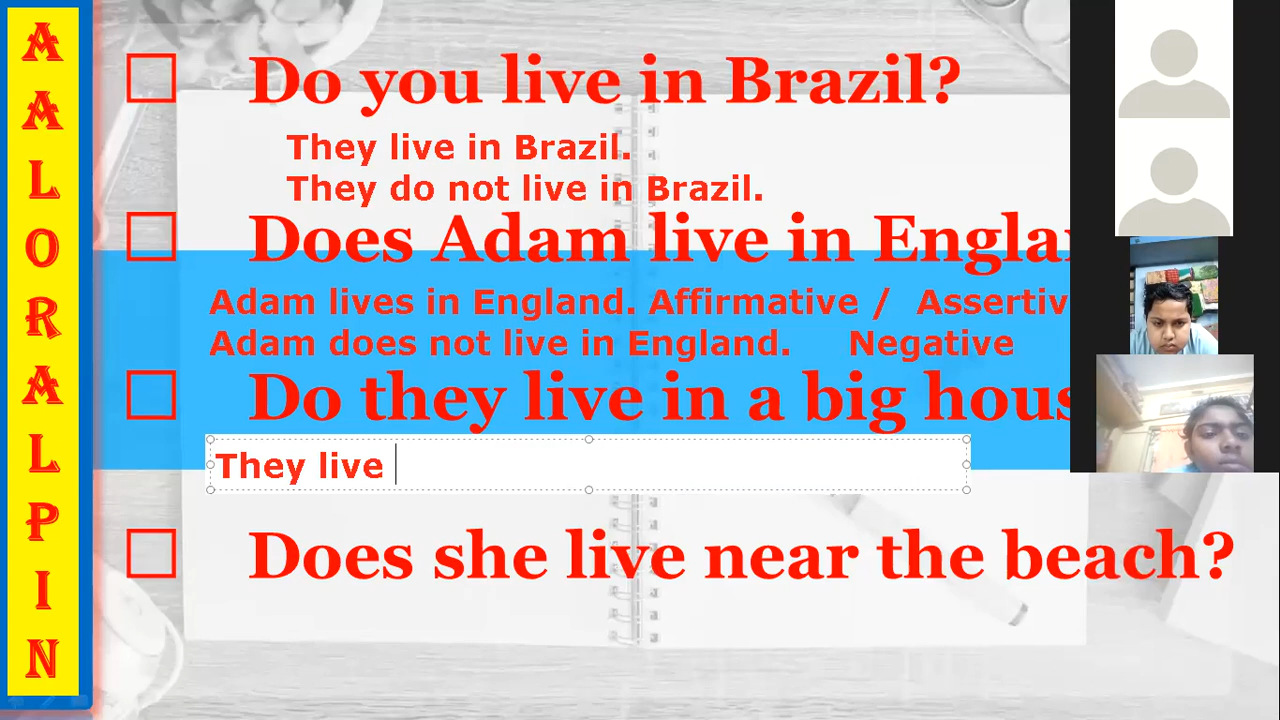 AALORALPIN
Do you live in Brazil?
They live in Brazil.
They do not live in Brazil.
Does Adam live in Englan
Adam lives in England. Affirmative / Assertiv
Adam does not live in England. Negative
Do they live in a big hous
They live
Does she live near the beach?